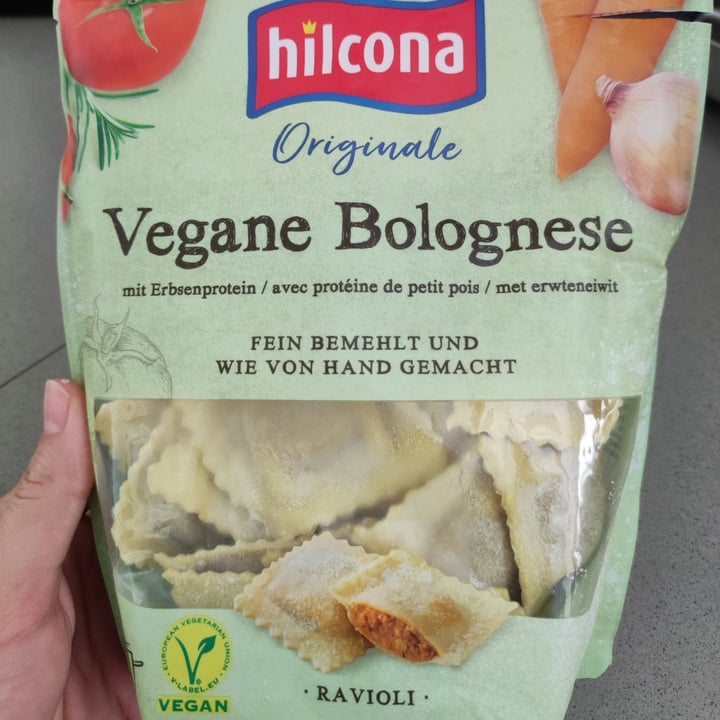 hilcona
Originale
Vegane Bolognese
mit Erbsenprotein / avec protéine de petit pois / met erwteneiwit
FEIN BEMEHLT UND
WIE VON HAND GEMACHT
EUROPEAN VEGETARIAN UNION
V-LABEL.EU
VEGAN
· RAVIOLI ·